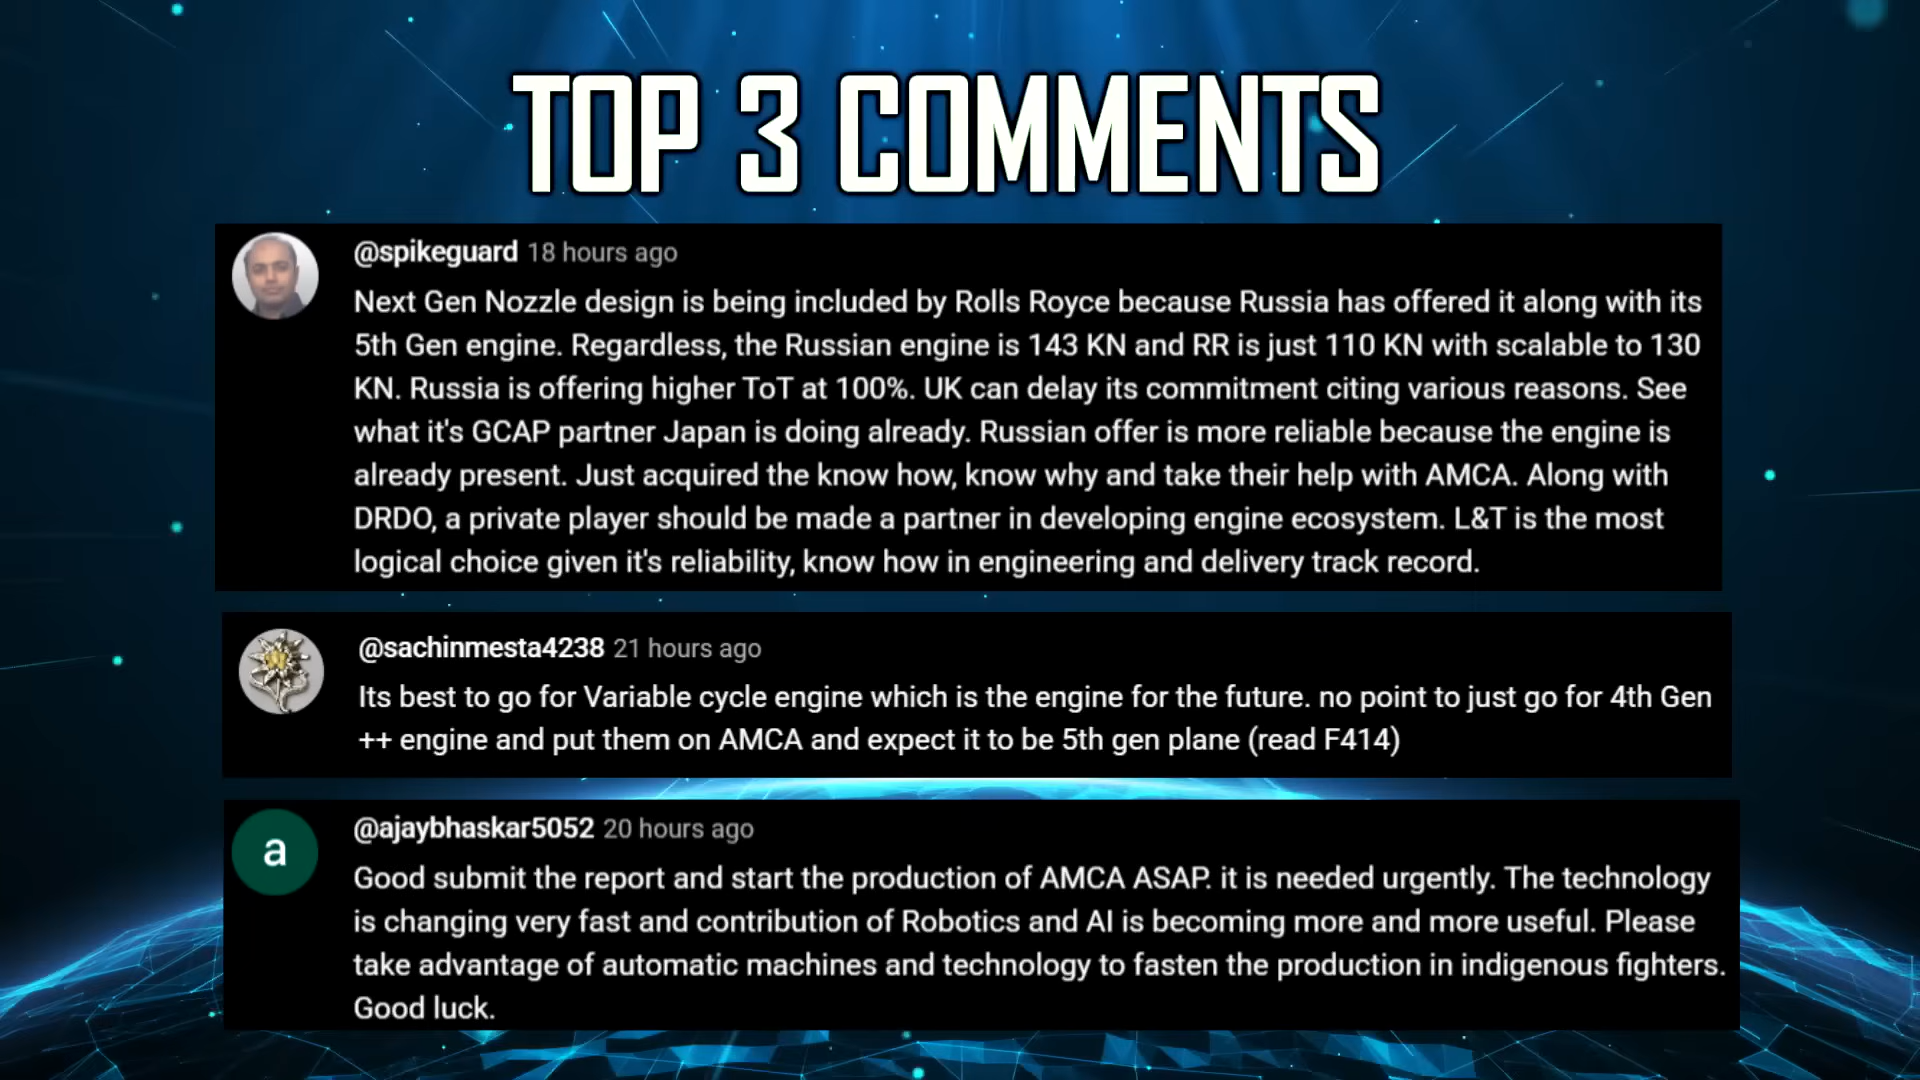 TOP 3 COMMENTS
@spikeguard 18 hours ago
Next Gen Nozzle design is being included by Rolls Royce because Russia has offered it along with its
5th Gen engine. Regardless, the Russian engine is 143 KN and RR is just 110 KN with scalable to 130
KN. Russia is offering higher ToT at 100%. UK can delay its commitment citing various reasons. See
what it's GCAP partner Japan is doing already. Russian offer is more reliable because the engine is
already present. Just acquired the know how, know why and take their help with AMCA. Along with
DRDO, a private player should be made a partner in developing engine ecosystem. L&T is the most
logical choice given it's reliability, know how in engineering and delivery track record.
@sachinmesta4238 21 hours ago
Its best to go for Variable cycle engine which is the engine for the future. no point to just go for 4th Gen
++ engine and put them on AMCA and expect it to be 5th gen plane (read F414)
a
@ajaybhaskar5052 20 hours ago
Good submit the report and start the production of AMCA ASAP. it is needed urgently. The technology
is changing very fast and contribution of Robotics and AI is becoming more and more useful. Please
take advantage of automatic machines and technology to fasten the production in indigenous fighters.
Good luck.